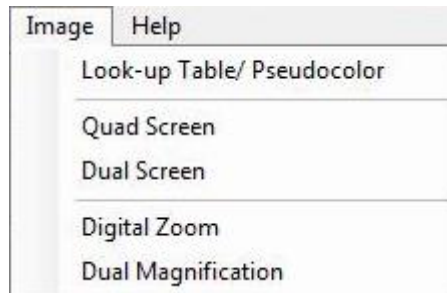 Image Help
Look-up Table/ Pseudocolor
Quad Screen
Dual Screen
Digital Zoom
Dual Magnification